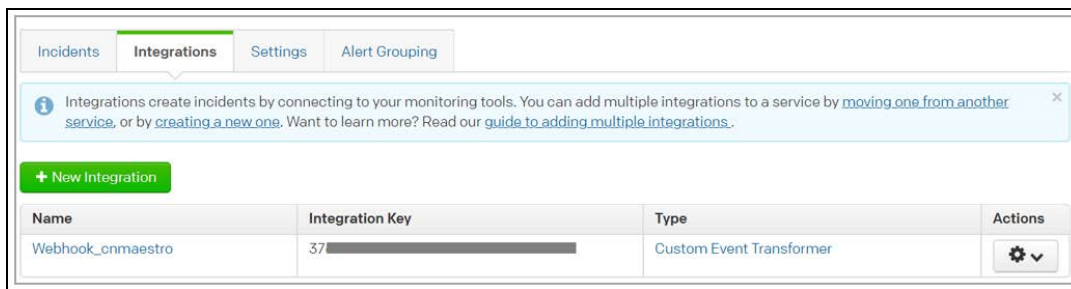 Incidents Integrations Settings Alert Grouping
Integrations create incidents by connecting to your monitoring tools. You can add multiple integrations to a service by moving one from another
service, or by creating a new one. Want to learn more? Read our guide to adding multiple integrations .
+ New Integration
Name Integration Key Type Actions
Webhook_cnmaestro 37 Custom Event Transformer